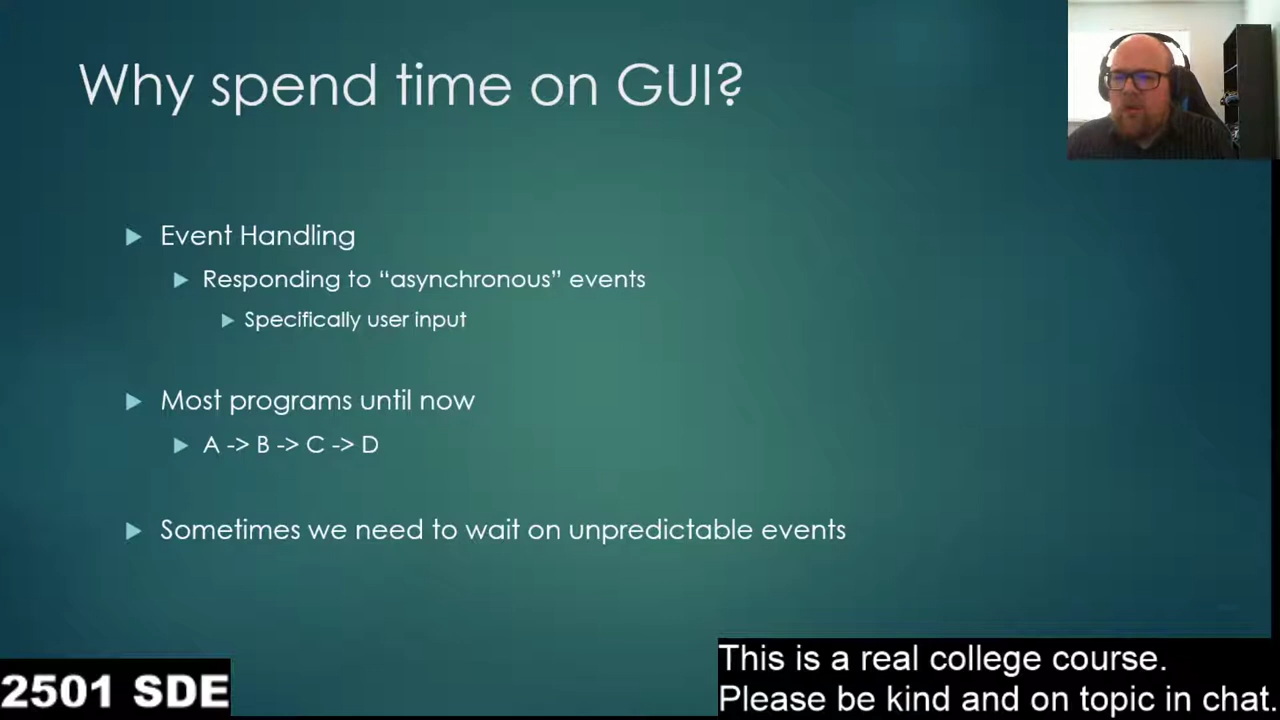 Why spend time on GUI?
Event Handling
Responding to “asynchronous” events
Specifically user input
Most programs until now
A -> B -> C -> D
Sometimes we need to wait on unpredictable events
2501 SDE
This is a real college course.
Please be kind and on topic in chat.